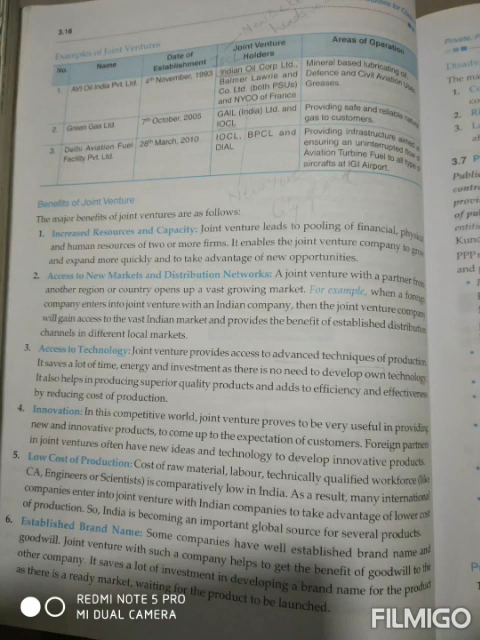 3.16
Examples of Joint Ventures
No. Name Date of Establishment Joint Venture Holders Areas of Operation
1. AVI Oil India Pvt. Ltd. 4th November, 1993 Indian Oil Corp Ltd., Balmer Lawrie and Co. Ltd. (both PSUs) and NYCO of France Mineral based lubricating oil, Defence and Civil Aviation Greases.
2. Green Gas Ltd. 7th October, 2005 GAIL (India) Ltd. and IOCL Providing safe and reliable natural gas to customers.
3. Delhi Aviation Fuel Facility Pvt. Ltd. 28th March, 2010 IOCL, BPCL and DIAL Providing infrastructure aimed ensuring an uninterrupted flow of Aviation Turbine Fuel to all type of aircrafts at IGI Airport.
Benefits of Joint Venture
The major benefits of joint ventures are as follows:
1. Increased Resources and Capacity: Joint venture leads to pooling of financial, physical
and human resources of two or more firms. It enables the joint venture company to grow
and expand more quickly and to take advantage of new opportunities.
2. Access to New Markets and Distribution Networks: A joint venture with a partner from
another region or country opens up a vast growing market. For example, when a foreign
company enters into joint venture with an Indian company, then the joint venture company
will gain access to the vast Indian market and provides the benefit of established distribution
channels in different local markets.
3. Access to Technology: Joint venture provides access to advanced techniques of production.
It saves a lot of time, energy and investment as there is no need to develop own technology.
It also helps in producing superior quality products and adds to efficiency and effectiveness
by reducing cost of production.
4. Innovation: In this competitive world, joint venture proves to be very useful in providing
new and innovative products, to come up to the expectation of customers. Foreign partners
in joint ventures often have new ideas and technology to develop innovative products.
5. Low Cost of Production: Cost of raw material, labour, technically qualified workforce (like
CA, Engineers or Scientists) is comparatively low in India. As a result, many international
companies enter into joint venture with Indian companies to take advantage of lower cost
of production. So, India is becoming an important global source for several products.
6. Established Brand Name: Some companies have well established brand name and
goodwill. Joint venture with such a company helps to get the benefit of goodwill to the
other company. It saves a lot of investment in developing a brand name for the product
as there is a ready market, waiting for the product to be launched.
3.7
REDMI NOTE 5 PRO
MI DUAL CAMERA
FILMIGO